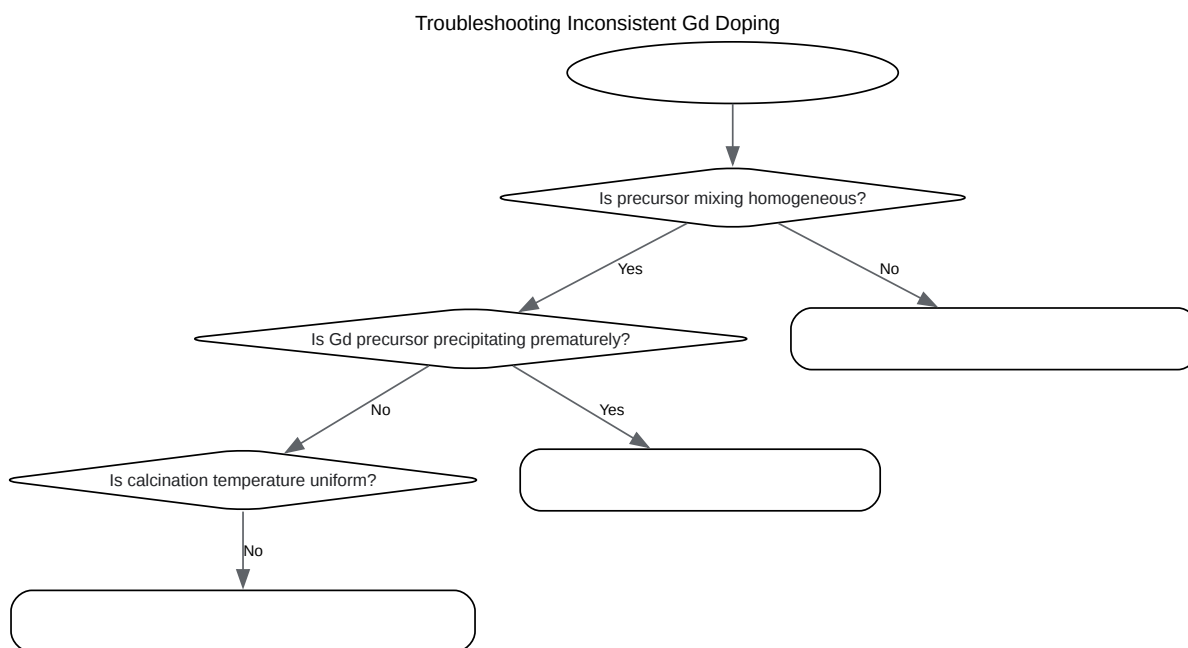 Troubleshooting Inconsistent Gd Doping
Is precursor mixing homogeneous?
Yes
No
Is Gd precursor precipitating prematurely?
No
Yes
Is calcination temperature uniform?
No